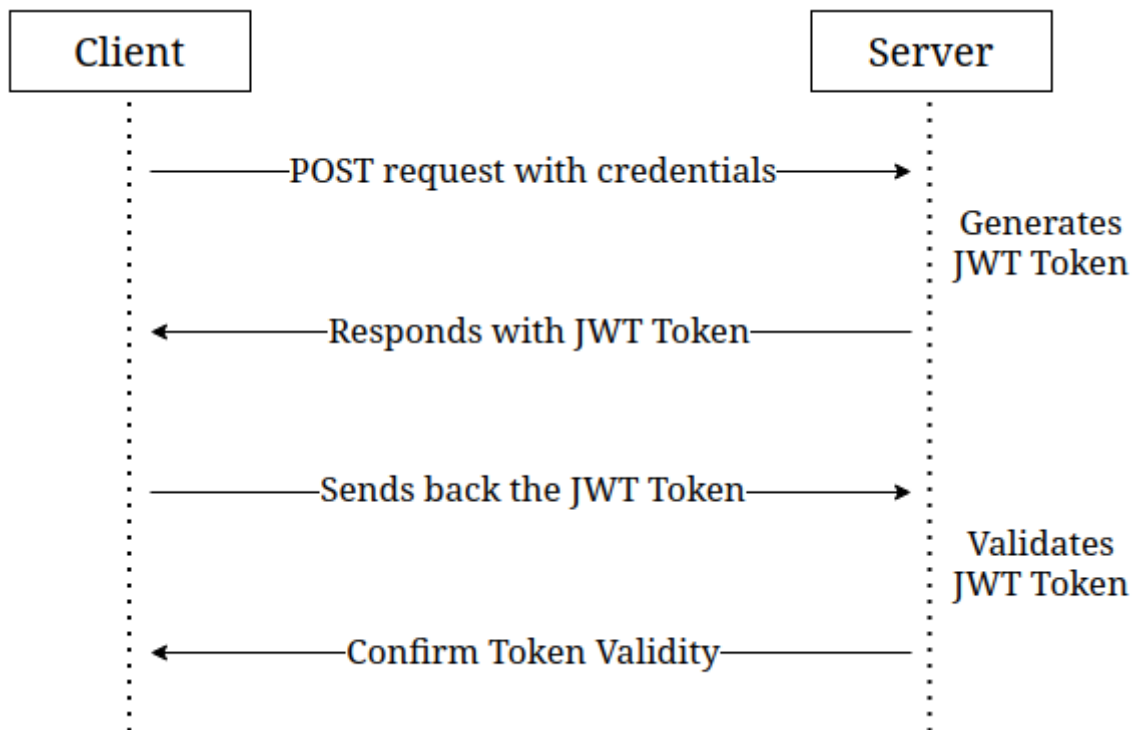 Client
Server
POST request with credentials
Generates
JWT Token
Responds with JWT Token
Sends back the JWT Token
Validates
JWT Token
Confirm Token Validity